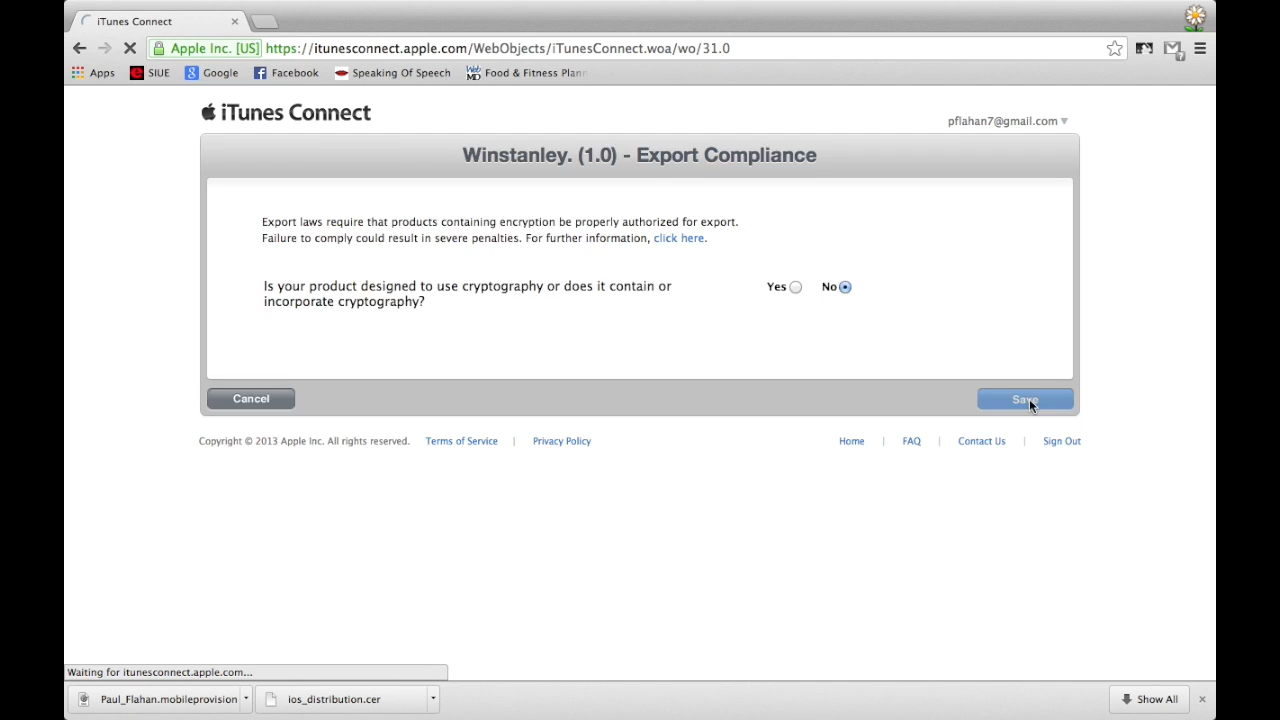 iTunes Connect
Apple Inc. [US] https://itunesconnect.apple.com/WebObjects/iTunesConnect.woa/wo/31.0
Apps SIUE Google Facebook Speaking Of Speech Food & Fitness Plann
iTunes Connect
pflahan7@gmail.com
Winstanley. (1.0) - Export Compliance
Export laws require that products containing encryption be properly authorized for export.
Failure to comply could result in severe penalties. For further information, click here.
Is your product designed to use cryptography or does it contain or
incorporate cryptography?
Yes No
Cancel Save
Copyright © 2013 Apple Inc. All rights reserved. Terms of Service | Privacy Policy Home | FAQ | Contact Us | Sign Out
Waiting for itunesconnect.apple.com...
Paul_Flahan.mobileprovision ios_distribution.cer Show All